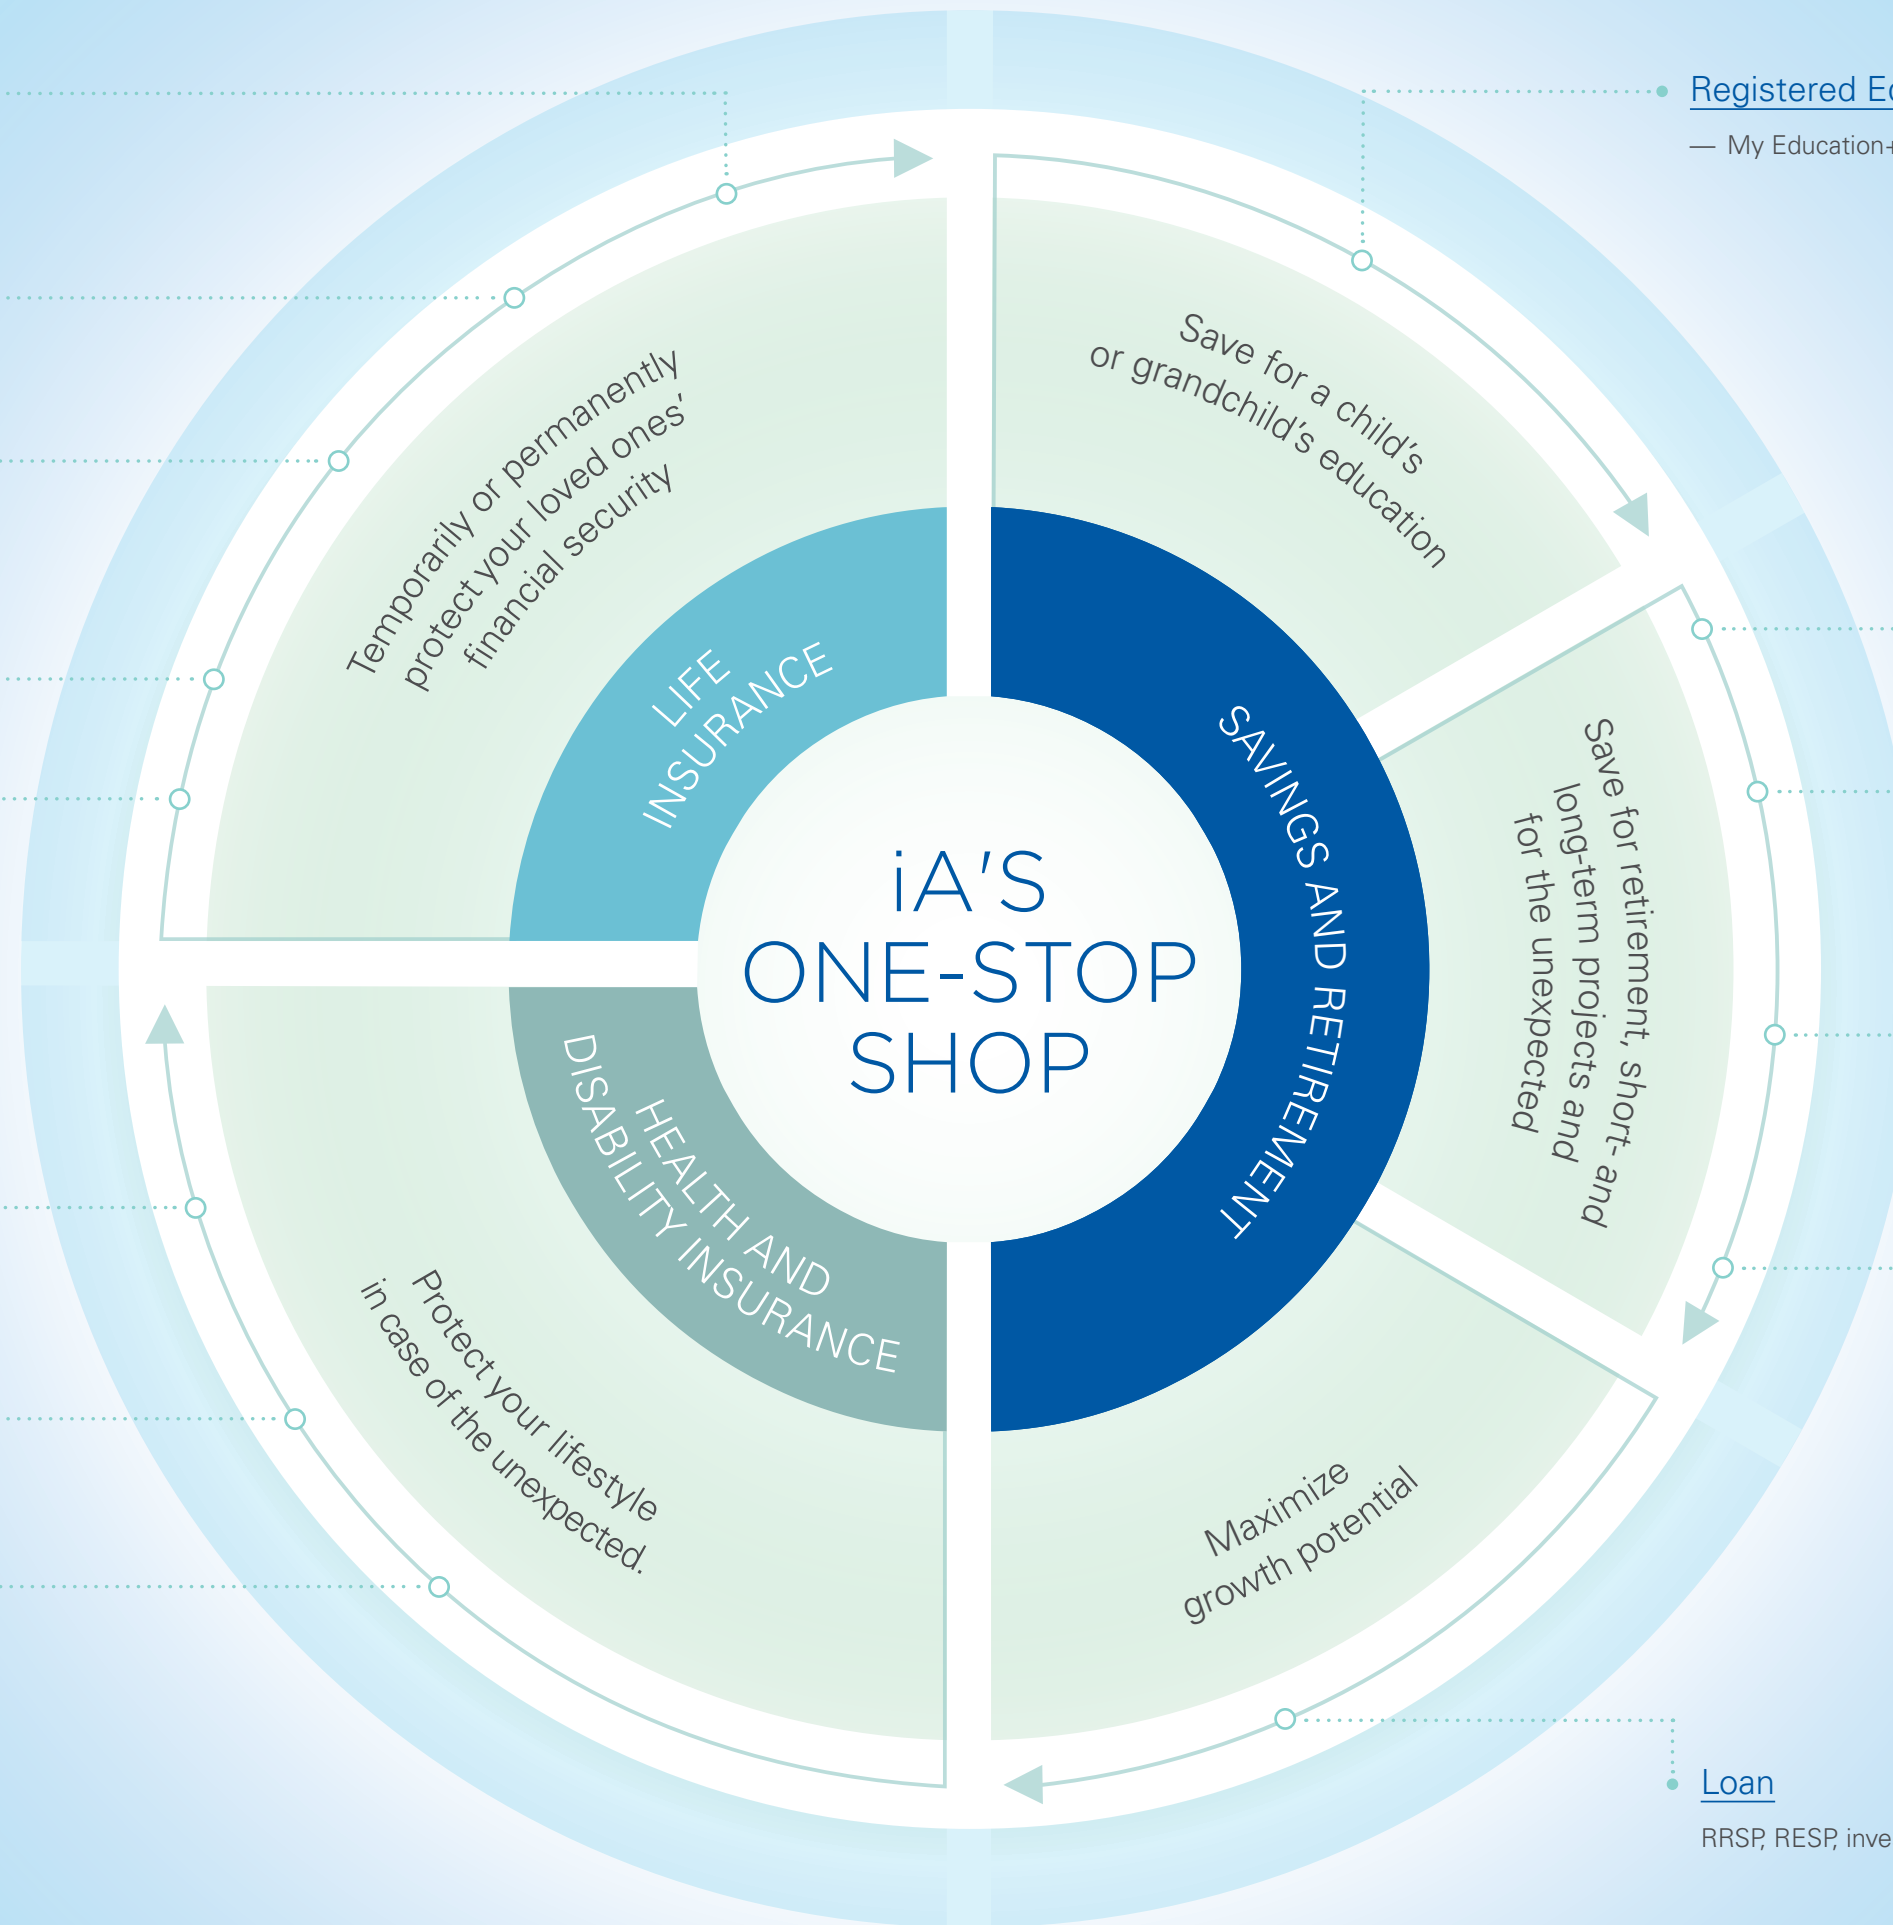 Registered E
— My Education+
Temporarily or permanently
protect your loved ones'
financial security
Save for a child's
or grandchild's education
LIFE
INSURANCE
SAVINGS AND RETIREMENT
Save for retirement, short- and
long-term projects and
for the unexpected
iA'S
ONE-STOP
SHOP
HEALTH AND
DISABILITY INSURANCE
Protect your lifestyle
in case of the unexpected.
Maximize
growth potential
Loan
RRSP, RESP, inve